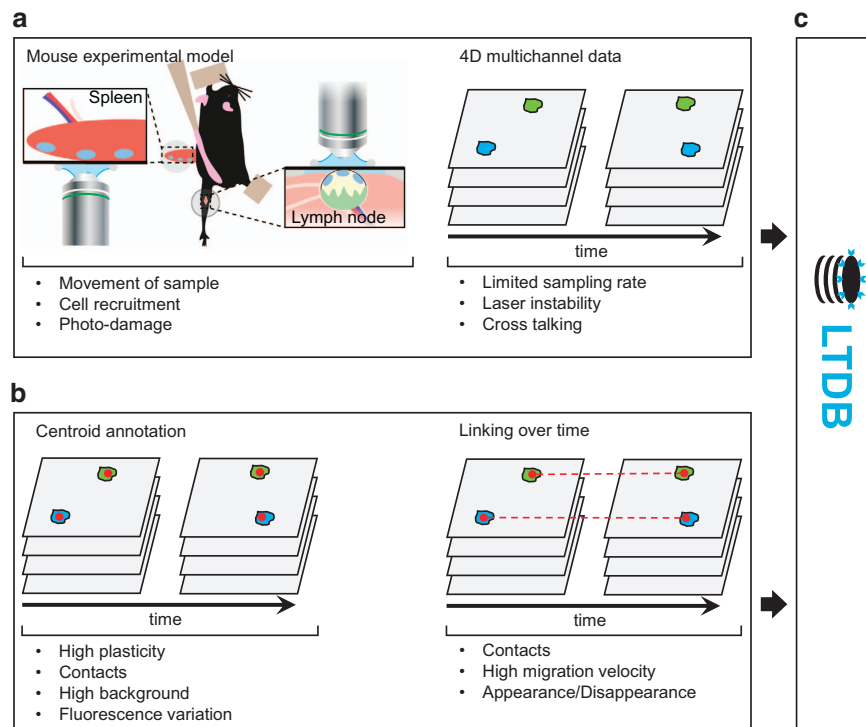 a
Mouse experimental model
Spleen
Lymph node
• Movement of sample
• Cell recruitment
• Photo-damage
4D multichannel data
time
• Limited sampling rate
• Laser instability
• Cross talking
b
Centroid annotation
time
• High plasticity
• Contacts
• High background
• Fluorescence variation
Linking over time
time
• Contacts
• High migration velocity
• Appearance/Disappearance
c
LTDB